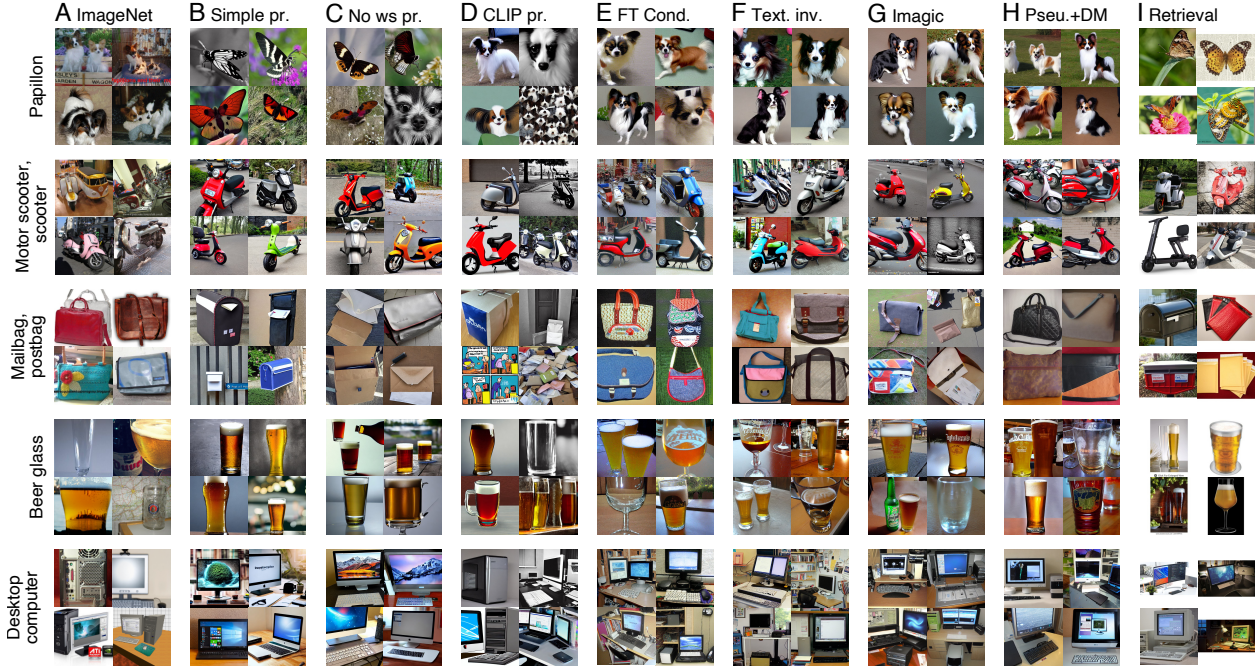 A ImageNet
B Simple pr.
C No ws pr.
D CLIP pr.
E FT Cond.
F Text. inv.
G Imagic
H Pseu.+DM
I Retrieval
Papillon
Motor scooter,
scooter
Mailbag,
postbag
Beer glass
Desktop
computer